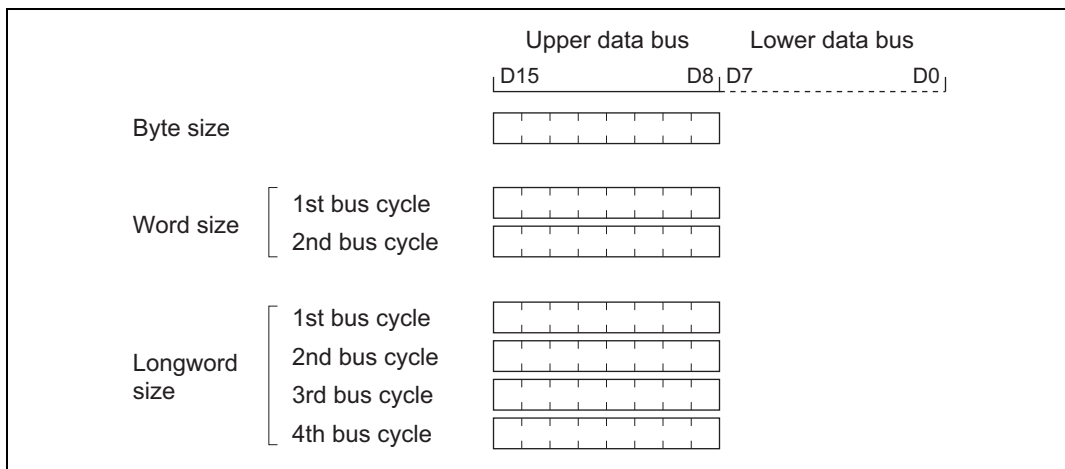 Upper data bus Lower data bus
D15 D8 D7 D0
Byte size
Word size
1st bus cycle
2nd bus cycle
Longword
size
1st bus cycle
2nd bus cycle
3rd bus cycle
4th bus cycle